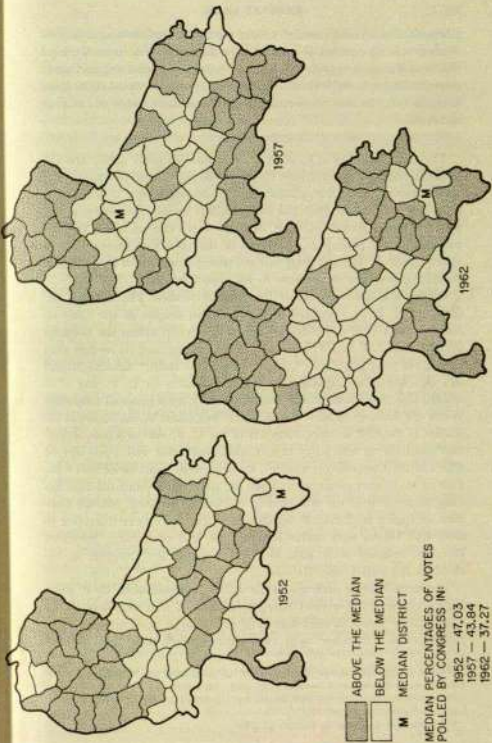 1952
M
1957
M
1962
M
ABOVE THE MEDIAN
BELOW THE MEDIAN
M MEDIAN DISTRICT
MEDIAN PERCENTAGES OF VOTES
POLLED BY CONGRESS IN:
1952 — 47.03
1957 — 43.84
1962 — 37.27